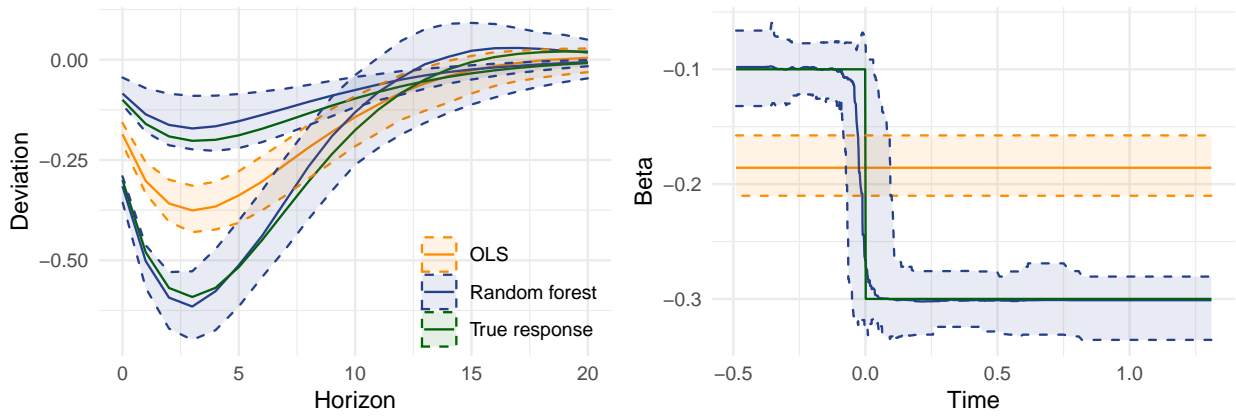 0.00
−0.25
−0.50
Deviation
0
5
10
15
20
Horizon
OLS
Random forest
True response
−0.1
−0.2
−0.3
Beta
−0.5
0.0
0.5
1.0
Time